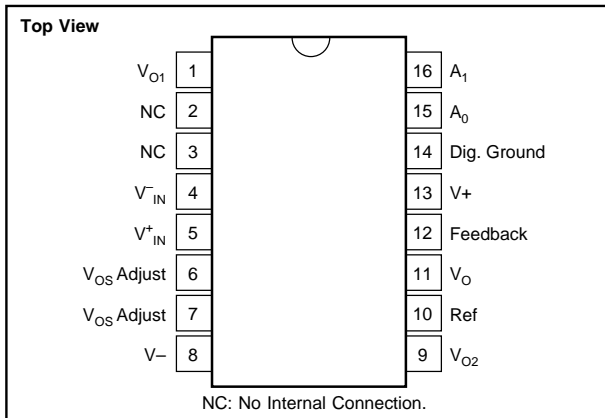 Top View
V_O1 1 16 A_1
NC 2 15 A_0
NC 3 14 Dig. Ground
V^–_IN 4 13 V+
V^+_IN 5 12 Feedback
V_OS Adjust 6 11 V_O
V_OS Adjust 7 10 Ref
V– 8 9 V_O2
NC: No Internal Connection.